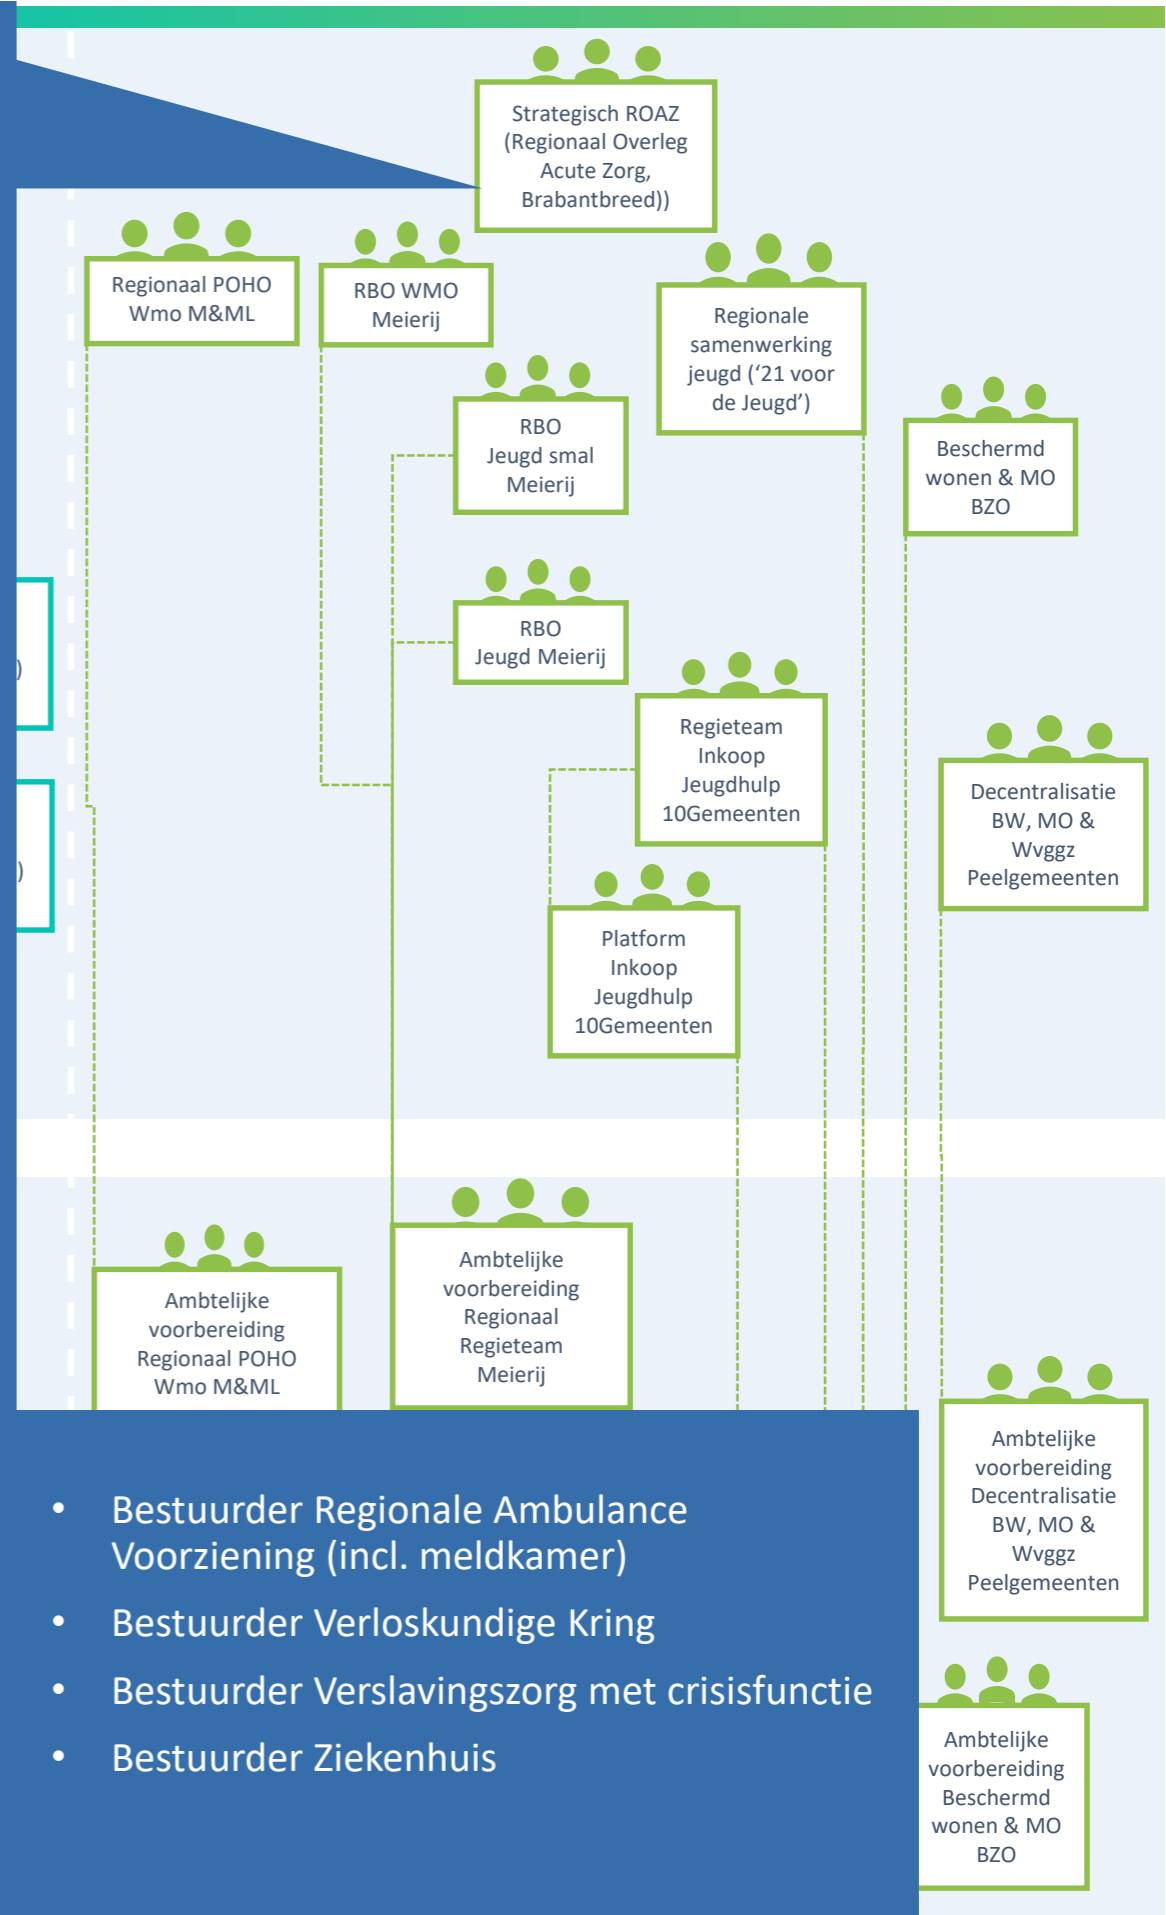 Strategisch ROAZ
(Regionaal Overleg
Acute Zorg,
Brabantbreed))
Regionaal POHO
Wmo M&ML
RBO WMO
Meierij
Regionale
samenwerking
jeugd (‘21 voor
de Jeugd’)
RBO
Jeugd smal
Meierij
Beschermd
wonen & MO
BZO
RBO
Jeugd Meierij
)
Regieteam
Inkoop
Jeugdhulp
10Gemeenten
Decentralisatie
BW, MO &
Wvggz
Peelgemeenten
)
Platform
Inkoop
Jeugdhulp
10Gemeenten
Ambtelijke
voorbereiding
Regionaal POHO
Wmo M&ML
Ambtelijke
voorbereiding
Regionaal
Regieteam
Meierij
Ambtelijke
voorbereiding
Decentralisatie
BW, MO &
Wvggz
Peelgemeenten
• Bestuurder Regionale Ambulance
Voorziening (incl. meldkamer)
• Bestuurder Verloskundige Kring
• Bestuurder Verslavingszorg met crisisfunctie
• Bestuurder Ziekenhuis
Ambtelijke
voorbereiding
Beschermd
wonen & MO
BZO